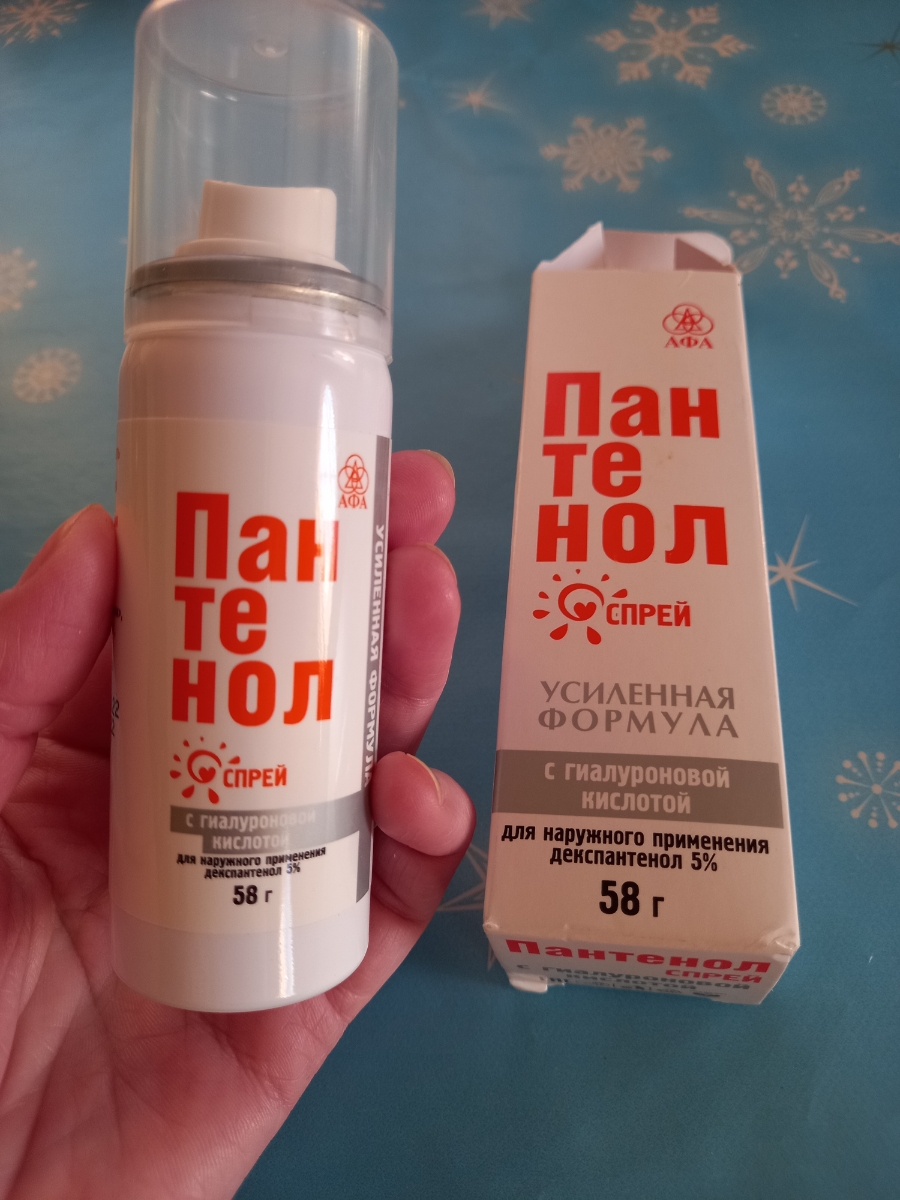 АФА
Пан
те
нол
СПРЕЙ
УСИЛЕННАЯ ФОРМУЛА
с гиалуроновой
кислотой
для наружного применения
декспантенол 5%
58 г
АФА
Пан
те
нол
СПРЕЙ
УСИЛЕННАЯ
ФОРМУЛА
с гиалуроновой
кислотой
для наружного применения
декспантенол 5%
58 г
Пантенол
СПРЕЙ
с гиалуроновой
кислотой